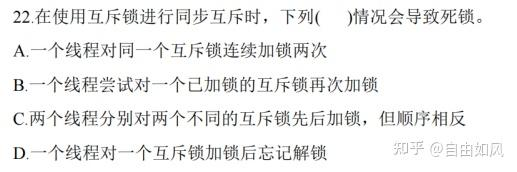 22.在使用互斥锁进行同步互斥时，下列(  )情况会导致死锁。
A.一个线程对同一个互斥锁连续加锁两次
B.一个线程尝试对一个已加锁的互斥锁再次加锁
C.两个线程分别对两个不同的互斥锁先后加锁，但顺序相反
D.一个线程对一个互斥锁加锁后忘记解锁
知乎 @自由如风